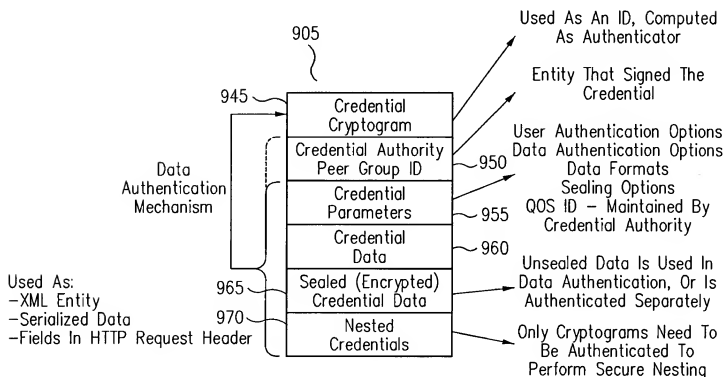 905
Used As An ID, Computed
As Authenticator
945
Credential
Cryptogram
Entity That Signed The
Credential
Credential Authority
Peer Group ID
950
Data
Authentication
Mechanism
User Authentication Options
Data Authentication Options
Data Formats
Sealing Options
QOS ID – Maintained By
Credential Authority
Credential
Parameters
955
Credential
Data
960
Used As:
-XML Entity
-Serialized Data
-Fields In HTTP Request Header
965
Sealed (Encrypted)
Credential Data
Unsealed Data Is Used In
Data Authentication, Or Is
Authenticated Separately
970
Nested
Credentials
Only Cryptograms Need To
Be Authenticated To
Perform Secure Nesting